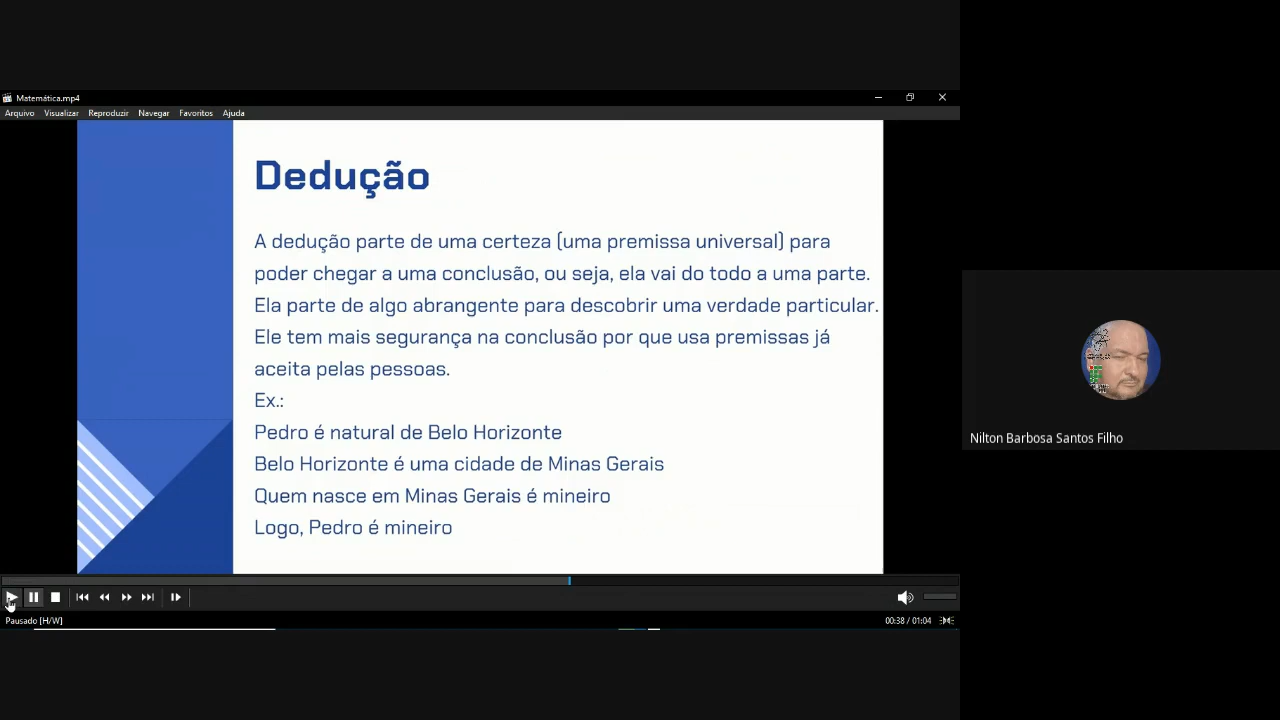 Matemática.mp4
Arquivo Visualizar Reproduzir Navegar Favoritos Ajuda
Dedução
A dedução parte de uma certeza (uma premissa universal) para
poder chegar a uma conclusão, ou seja, ela vai do todo a uma parte.
Ela parte de algo abrangente para descobrir uma verdade particular.
Ele tem mais segurança na conclusão por que usa premissas já
aceita pelas pessoas.
Ex.:
Pedro é natural de Belo Horizonte
Belo Horizonte é uma cidade de Minas Gerais
Quem nasce em Minas Gerais é mineiro
Logo, Pedro é mineiro
Pausado [H/W]
00:38 / 01:04
Nilton Barbosa Santos Filho